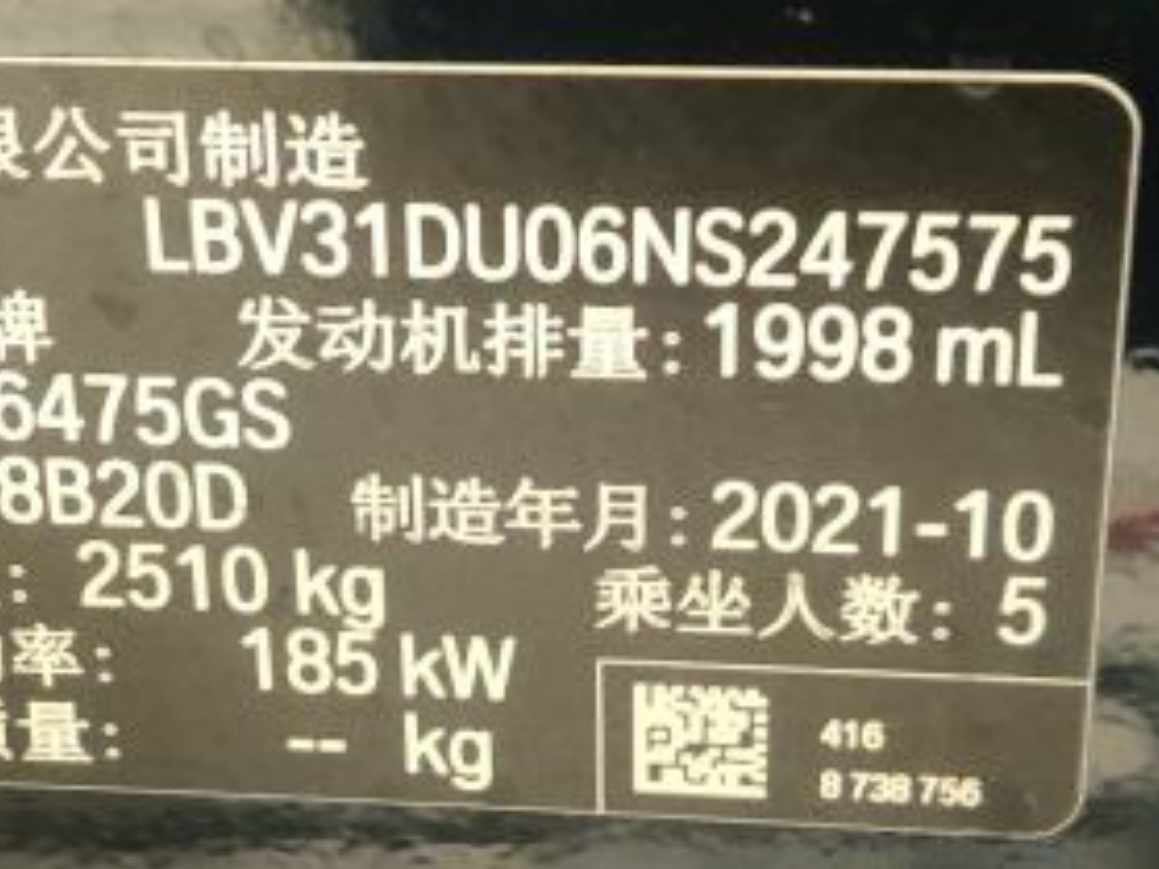 限公司制造
LBV31DU06NS247575
牌 发动机排量:1998 mL
6475GS
8B20D 制造年月:2021-10
: 2510 kg 乘坐人数: 5
功率: 185 kW
质量: -- kg
416
8 738 756